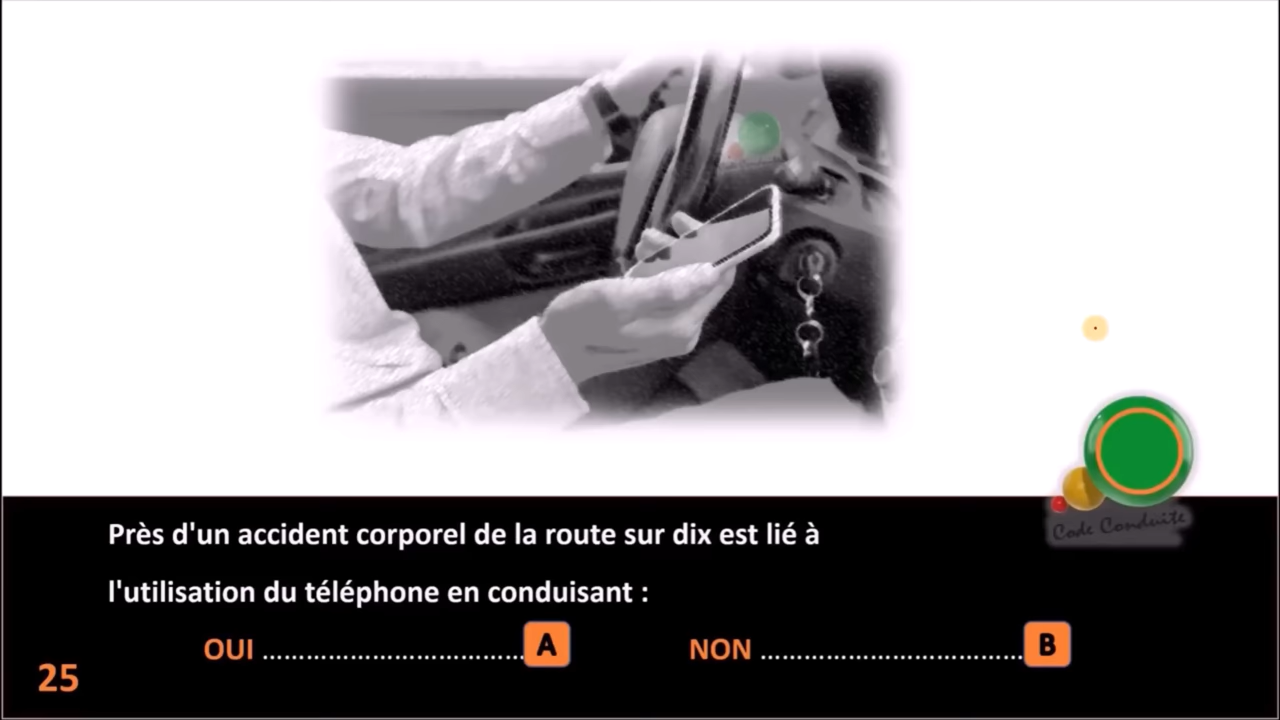 Code Conduite
Près d'un accident corporel de la route sur dix est lié à
l'utilisation du téléphone en conduisant :
OUI .................................... A NON .................................... B
25